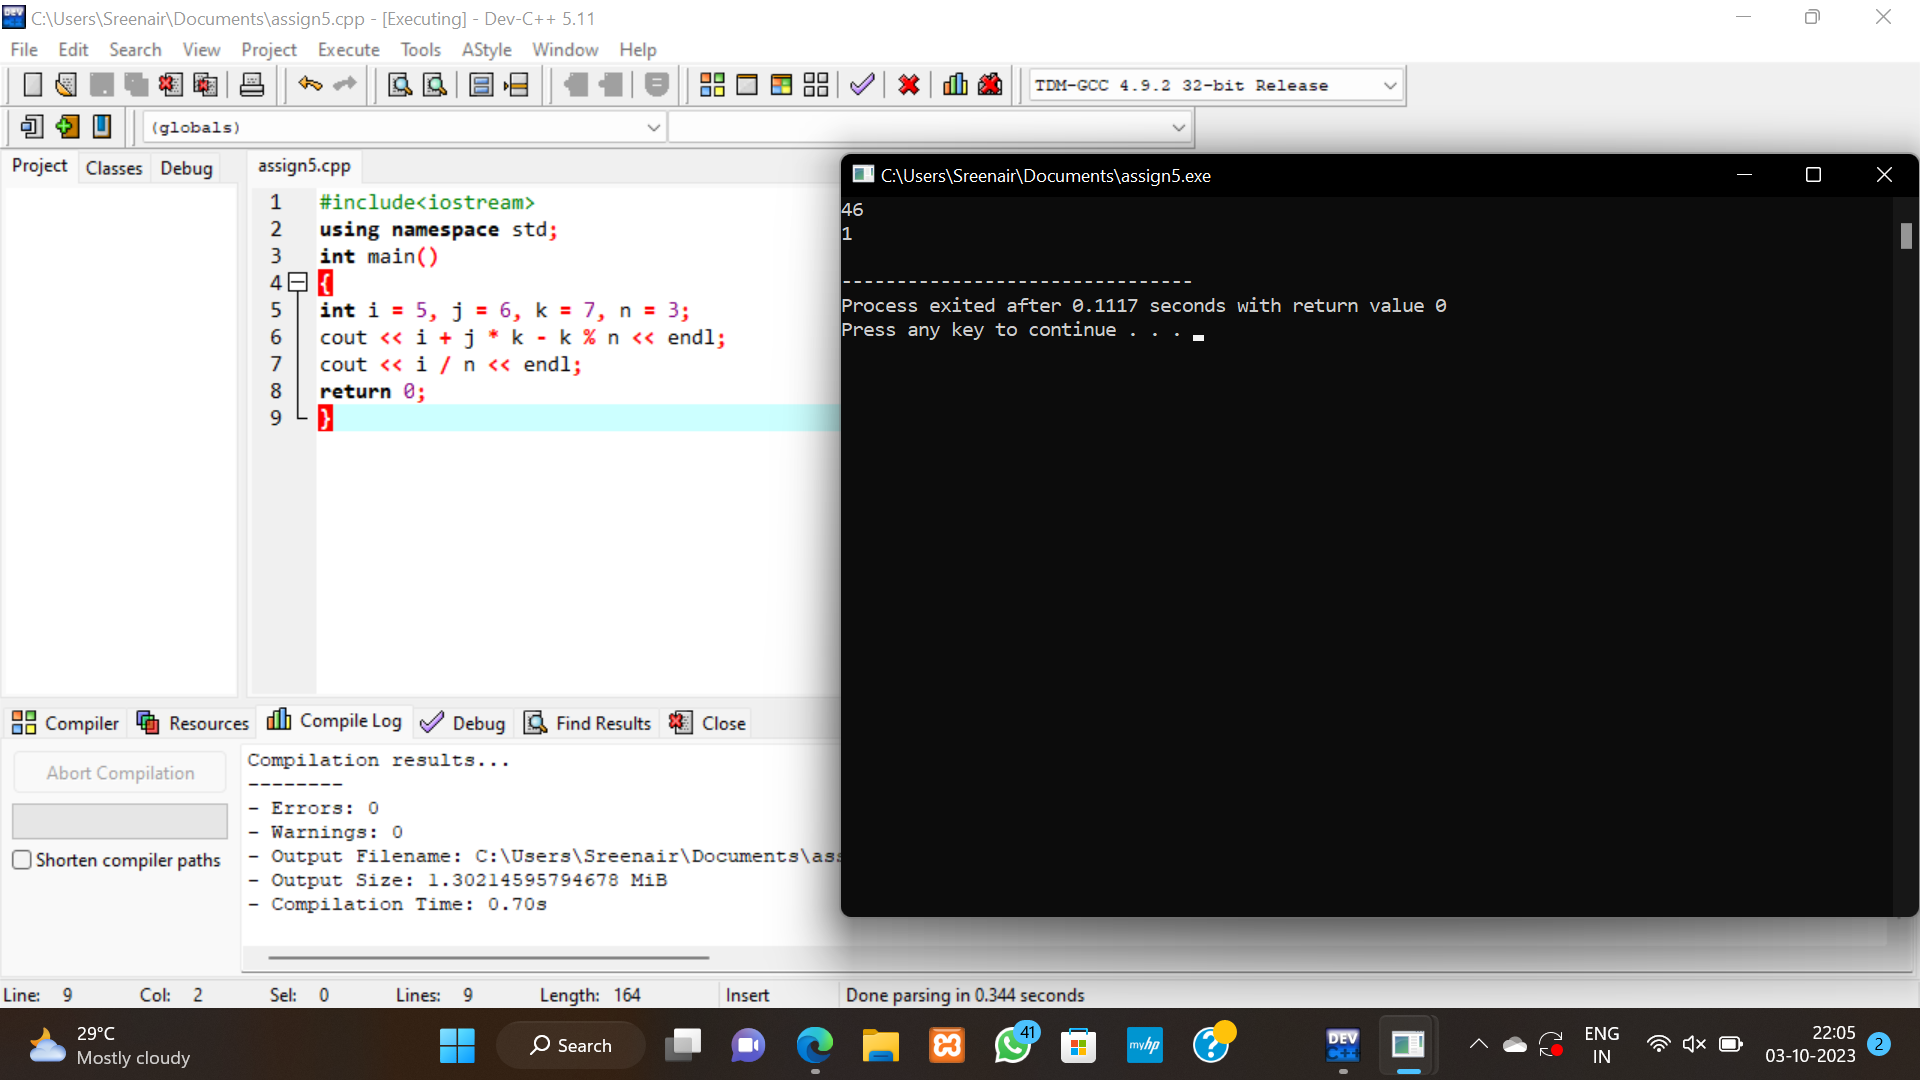 C:\Users\Sreenair\Documents\assign5.cpp - [Executing] - Dev-C++ 5.11
File Edit Search View Project Execute Tools AStyle Window Help
TDM-GCC 4.9.2 32-bit Release
(globals)
Project Classes Debug
assign5.cpp
1 #include<iostream>
2 using namespace std;
3 int main()
4 {
5 int i = 5, j = 6, k = 7, n = 3;
6 cout << i + j * k - k % n << endl;
7 cout << i / n << endl;
8 return 0;
9 }
C:\Users\Sreenair\Documents\assign5.exe
46
1
--------------------------------
Process exited after 0.1117 seconds with return value 0
Press any key to continue . . .
Compiler Resources Compile Log Debug Find Results Close
Abort Compilation
Shorten compiler paths
Compilation results...
--------
- Errors: 0
- Warnings: 0
- Output Filename: C:\Users\Sreenair\Documents\ass
- Output Size: 1.30214595794678 MiB
- Compilation Time: 0.70s
Line: 9 Col: 2 Sel: 0 Lines: 9 Length: 164 Insert Done parsing in 0.344 seconds
29°C
Mostly cloudy
Search
41
myhp
DEV
C++
ENG
IN
22:05
03-10-2023
2